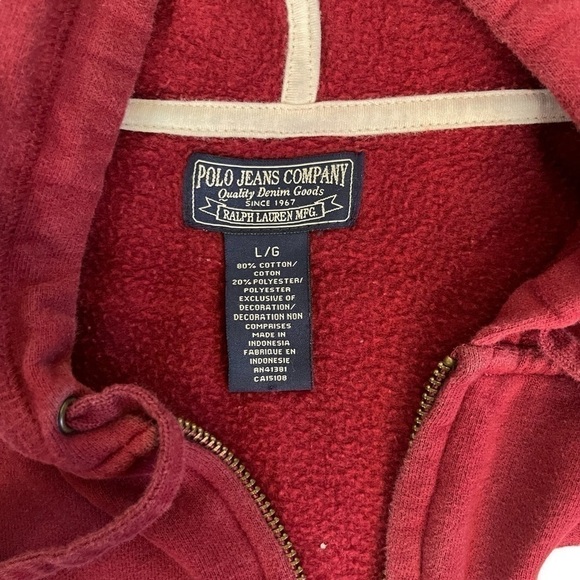 POLO JEANS COMPANY
Quality Denim Goods
SINCE 1967
RALPH LAUREN MFG.
L/G
80% COTTON/
COTON
20% POLYESTER/
POLYESTER
EXCLUSIVE OF
DECORATION/
DECORATION NON
COMPRISES
MADE IN
INDONESIA
FABRIQUE EN
INDONESIE
RN41381
CA15108